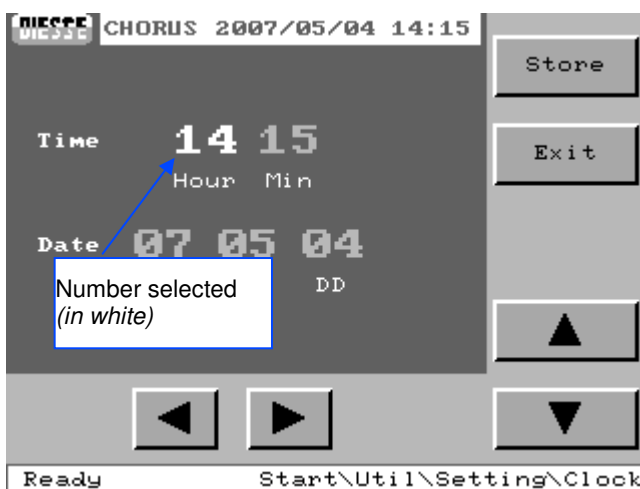 DIESSE CHORUS 2007/05/04 14:15
Store
Time 14 15
Exit
Hour Min
Date 07 05 04
Number selected
(in white)
DD
Ready Start\Util\Setting\Clock